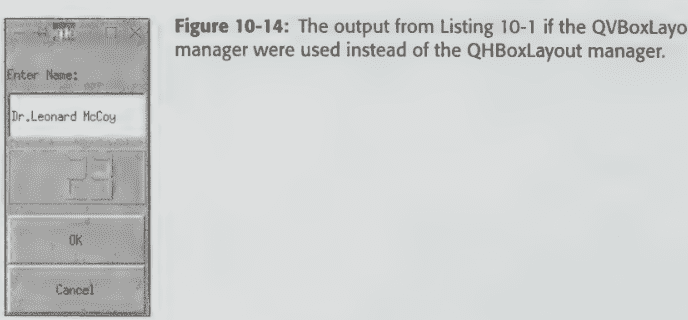 Figure 10-14: The output from Listing 10-1 if the QVBoxLayo
manager were used instead of the QHBoxLayout manager.
Enter Name:
Dr.Leonard McCoy
23
OK
Cancel